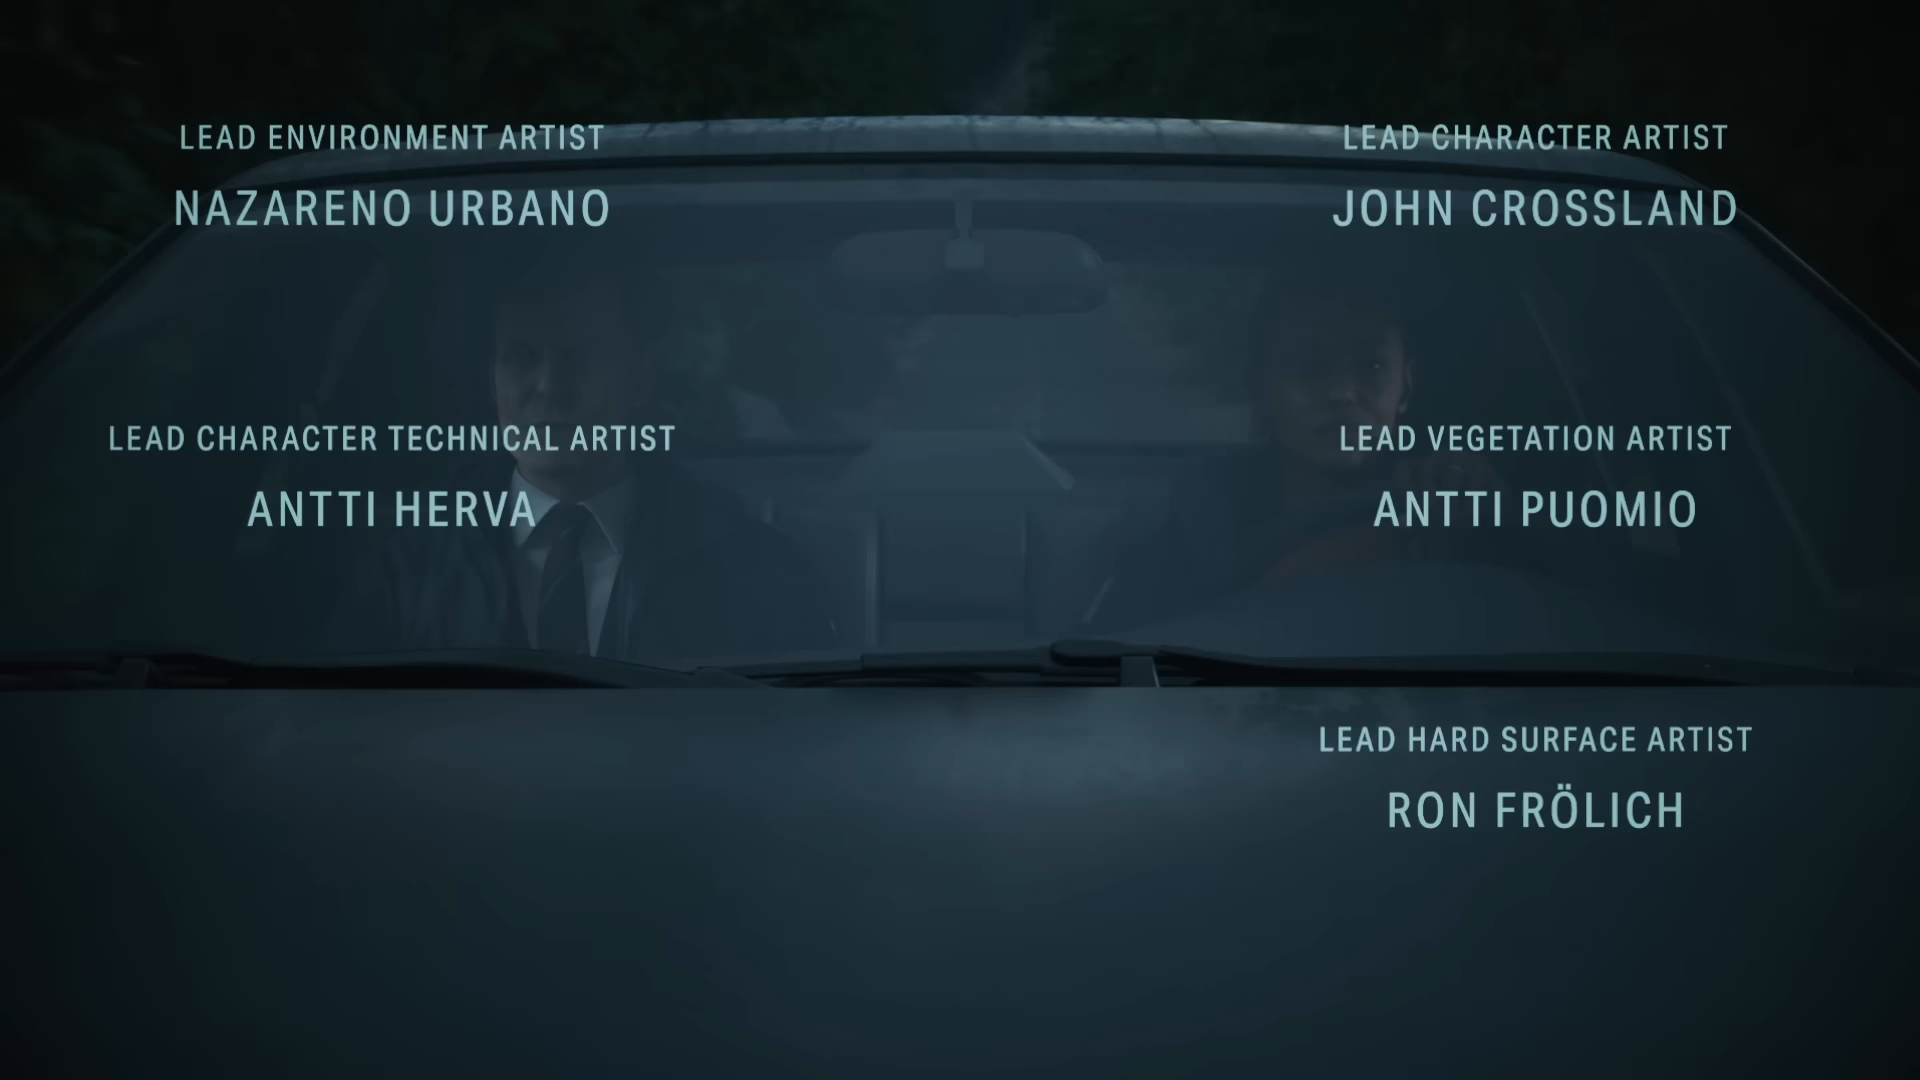 LEAD ENVIRONMENT ARTIST
NAZARENO URBANO
LEAD CHARACTER ARTIST
JOHN CROSSLAND
LEAD CHARACTER TECHNICAL ARTIST
ANTTI HERVA
LEAD VEGETATION ARTIST
ANTTI PUOMIO
LEAD HARD SURFACE ARTIST
RON FRÖLICH